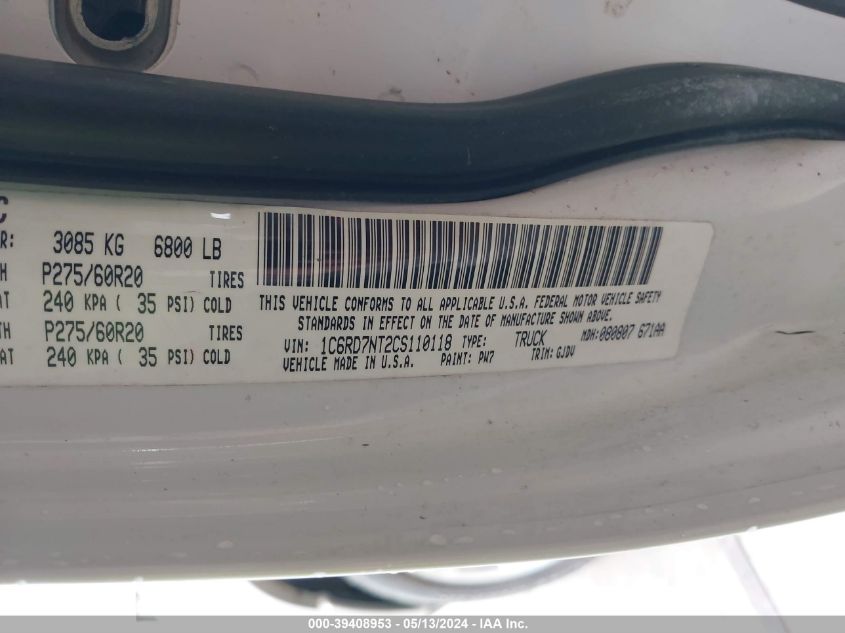 C
R: 3085 KG 6800 LB
H P275/60R20 TIRES
AT 240 KPA ( 35 PSI) COLD
TH P275/60R20 TIRES
AT 240 KPA ( 35 PSI) COLD
THIS VEHICLE CONFORMS TO ALL APPLICABLE U.S.A. FEDERAL MOTOR VEHICLE SAFETY
STANDARDS IN EFFECT ON THE DATE OF MANUFACTURE SHOWN ABOVE.
VIN: 1C6RD7NT2CS110118 TYPE: TRUCK MDH:080807 671AA
VEHICLE MADE IN U.S.A. PAINT: PW7 TRIM: GJDV
000-39408953 - 05/13/2024 - IAA Inc.